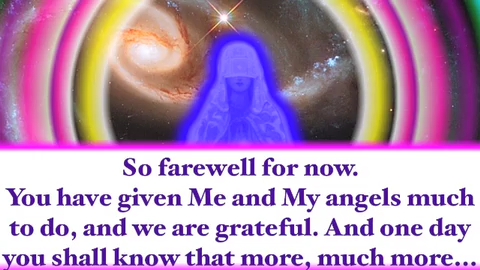 So farewell for now.
You have given Me and My angels much
to do, and we are grateful. And one day
you shall know that more, much more...